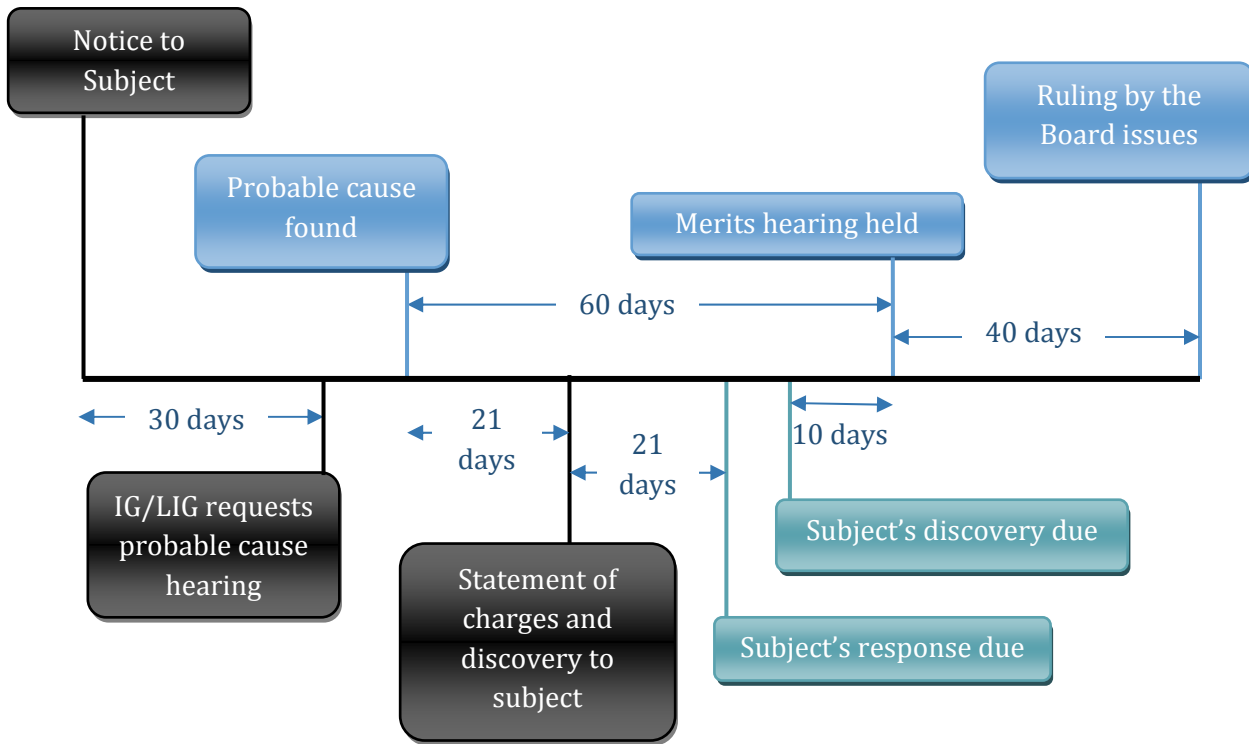 Notice to
Subject
Ruling by the
Board issues
Probable cause
found
Merits hearing held
60 days
40 days
30 days
21
days
10 days
21
days
IG/LIG requests
probable cause
hearing
Subject’s discovery due
Statement of
charges and
discovery to
subject
Subject’s response due